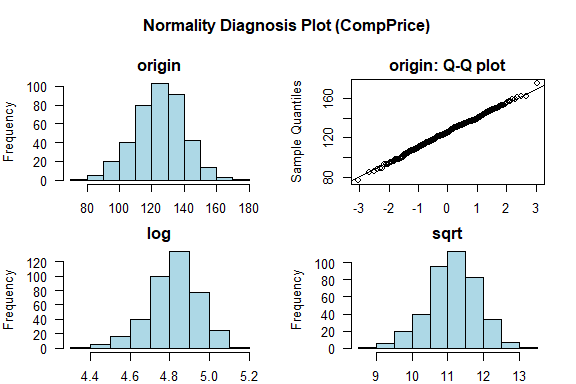 Normality Diagnosis Plot (CompPrice)
origin
Frequency
0 20 40 60 80 100
80 100 120 140 160 180
origin: Q-Q plot
Sample Quantiles
80 120 160
-3 -2 -1 0 1 2 3
log
Frequency
0 20 40 60 80 120
4.4 4.6 4.8 5.0 5.2
sqrt
Frequency
0 20 40 60 80 100
9 10 11 12 13